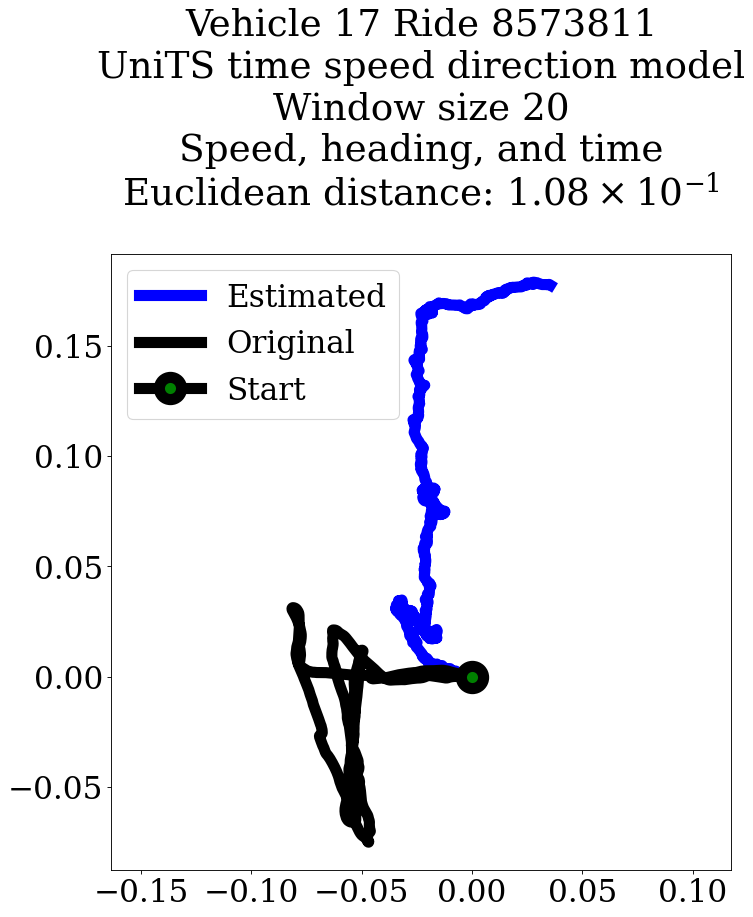 Vehicle 17 Ride 8573811
UniTS time speed direction model
Window size 20
Speed, heading, and time
Euclidean distance: 1.08 × 10⁻¹
Estimated
Original
Start
0.15
0.10
0.05
0.00
−0.05
−0.15 −0.10 −0.05 0.00 0.05 0.10